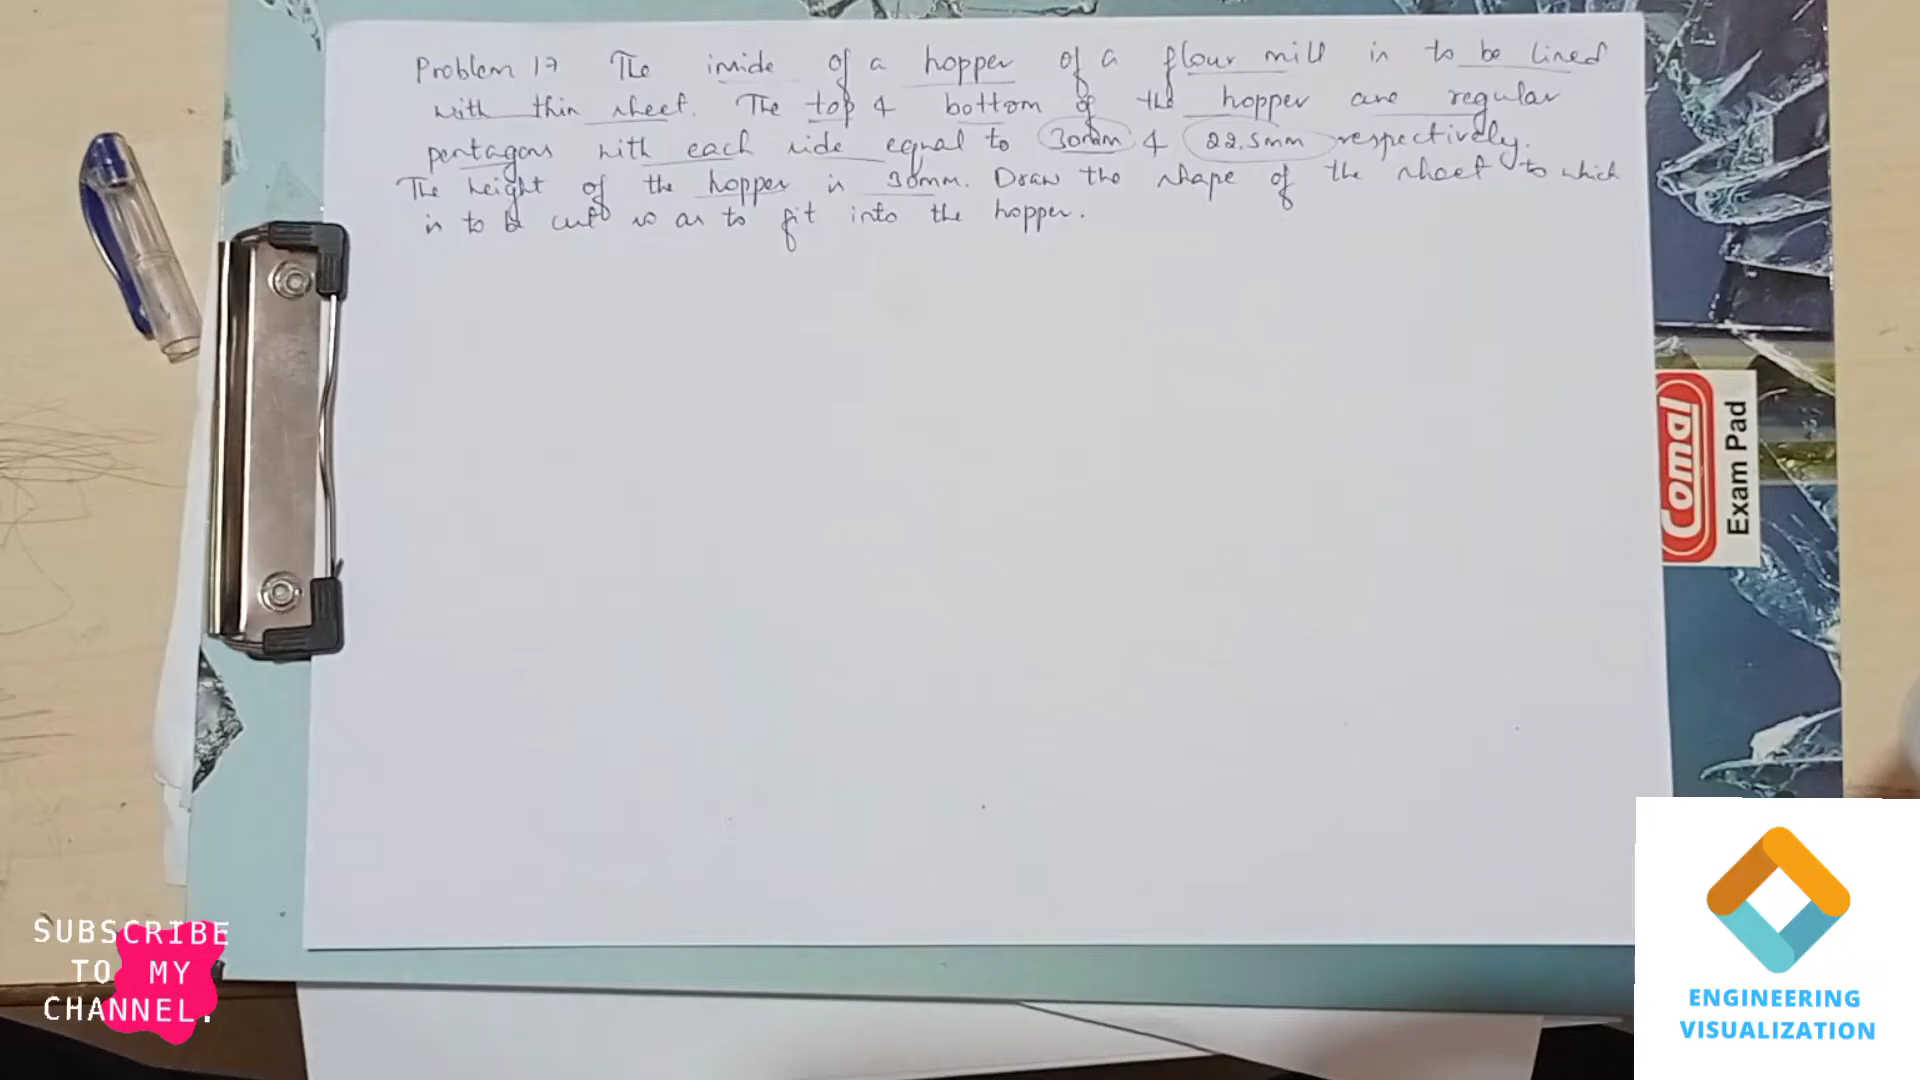 Problem 17 The inside of a hopper of a flour mill is to be lined
with thin sheet. The top & bottom of the hopper are regular
pentagons with each side equal to 30mm & 22.5mm respectively.
The height of the hopper is 30mm. Draw the shape of the sheet to which
is to be cut so as to fit into the hopper.
Comal
Exam Pad
SUBSCRIBE
TO MY
CHANNEL.
ENGINEERING
VISUALIZATION